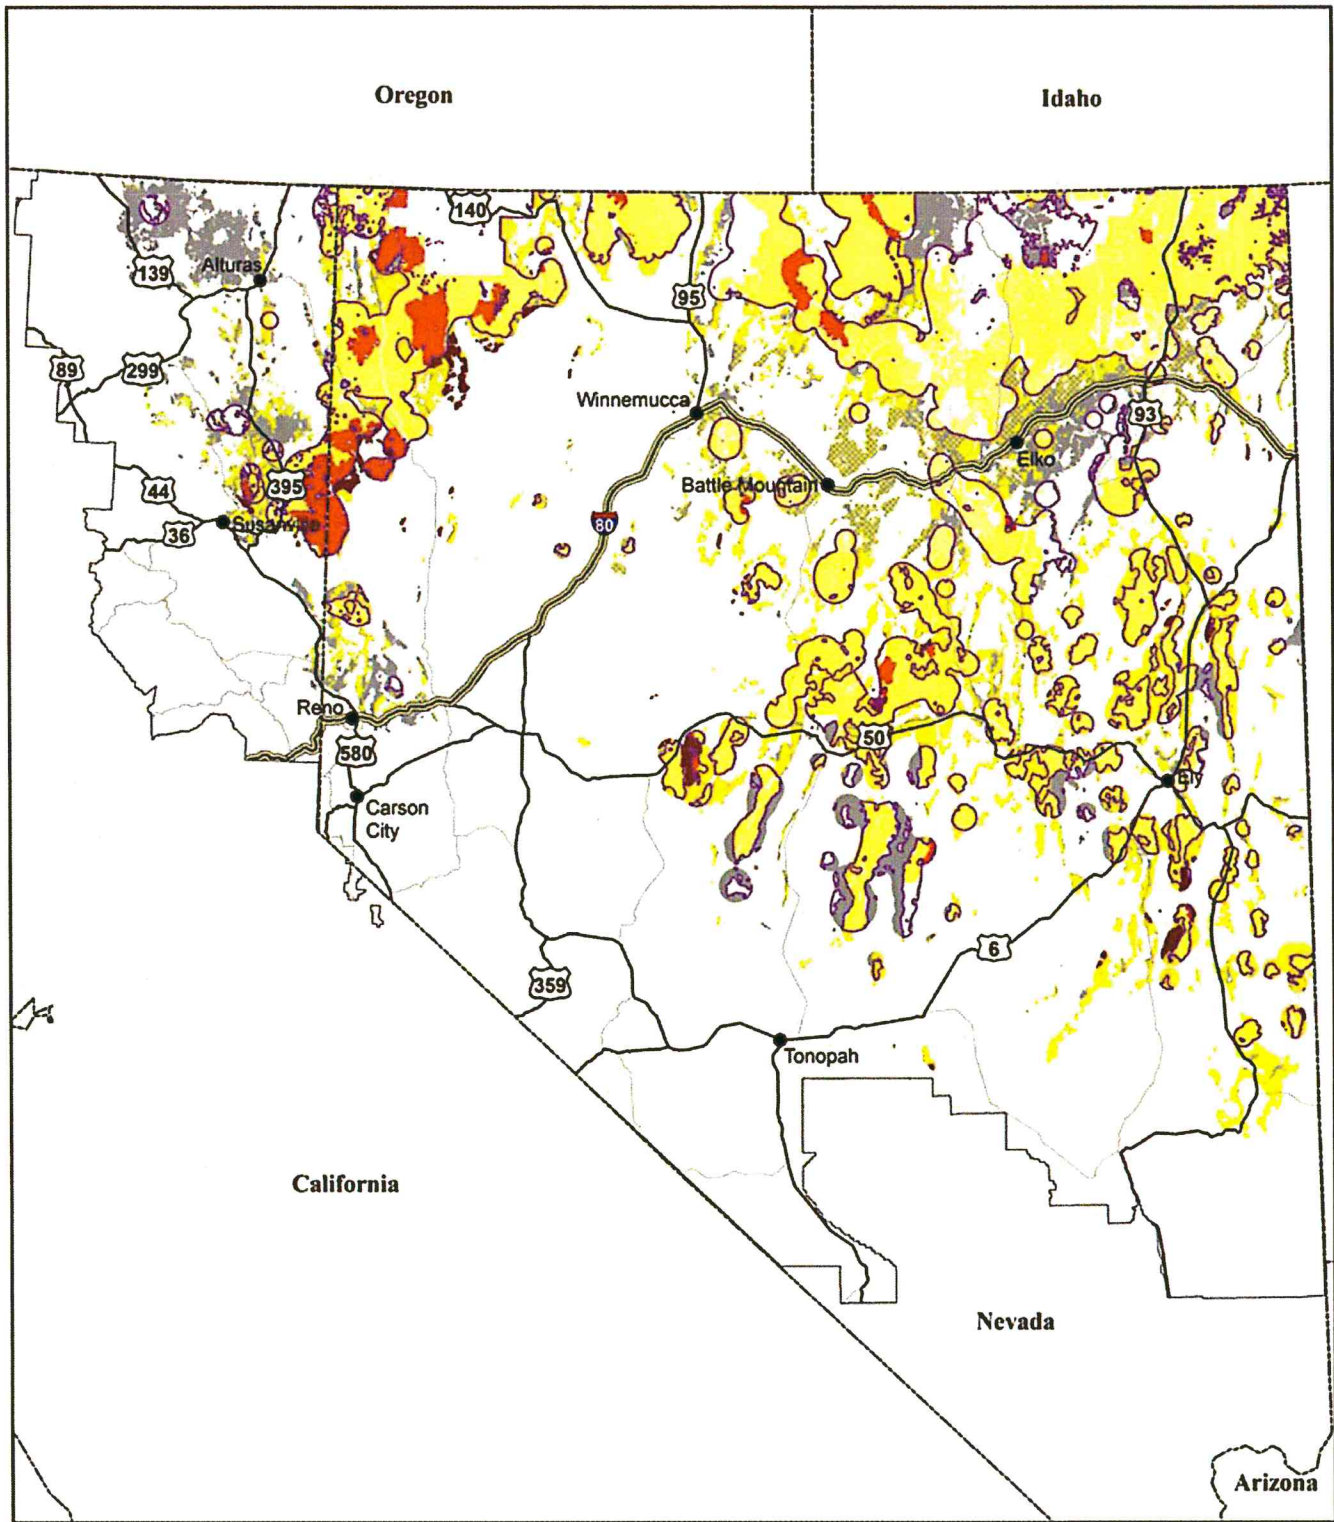 Oregon
Idaho
140
139
Alturas
95
89
299
Winnemucca
93
Elko
395
Battle Mountain
44
Susanville
80
36
Reno
50
580
Ely
Carson
City
6
359
Tonopah
California
Nevada
Arizona